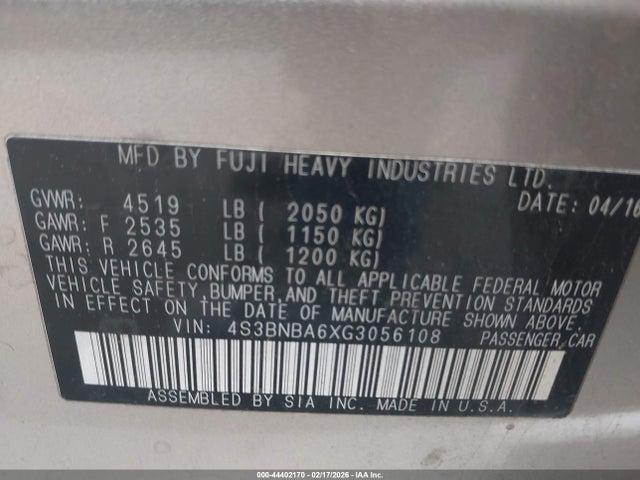 MFD BY FUJI HEAVY INDUSTRIES LTD.
GVWR: 4519 LB ( 2050 KG) DATE: 04/16
GAWR: F 2535 LB ( 1150 KG)
GAWR: R 2645 LB ( 1200 KG)
THIS VEHICLE CONFORMS TO ALL APPLICABLE FEDERAL MOTOR
VEHICLE SAFETY, BUMPER, AND THEFT PREVENTION STANDARDS
IN EFFECT ON THE DATE OF MANUFACTURE SHOWN ABOVE.
VIN: 4S3BNBA6XG3056108 PASSENGER CAR
ASSEMBLED BY SIA INC. MADE IN U.S.A.
000-44402170 - 02/17/2026 - IAAI Inc.